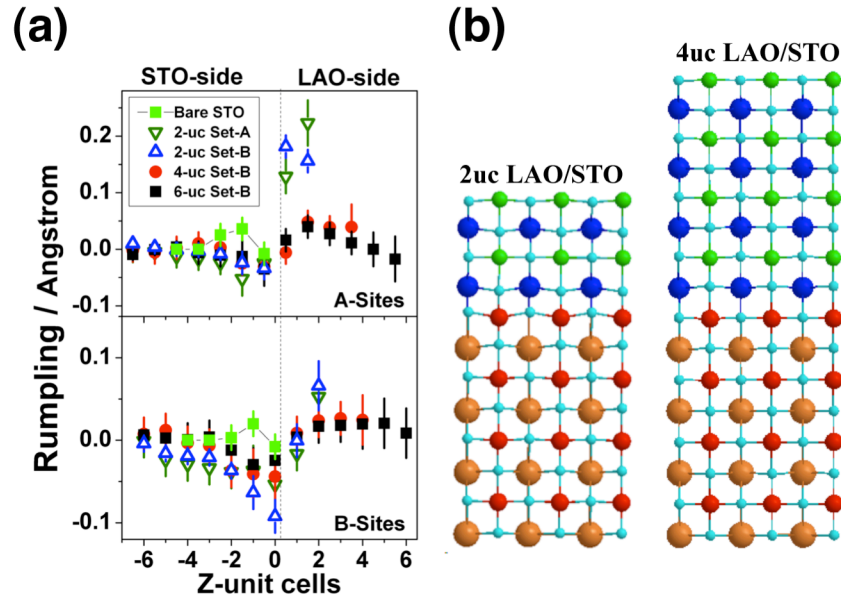 (a)
(b)
STO-side LAO-side
Bare STO
2-uc Set-A
2-uc Set-B
4-uc Set-B
6-uc Set-B
0.2
0.1
0.0
-0.1
A-Sites
0.1
0.0
-0.1
B-Sites
-6 -4 -2 0 2 4 6
Z-unit cells
Rumpling / Angstrom
2uc LAO/STO
4uc LAO/STO